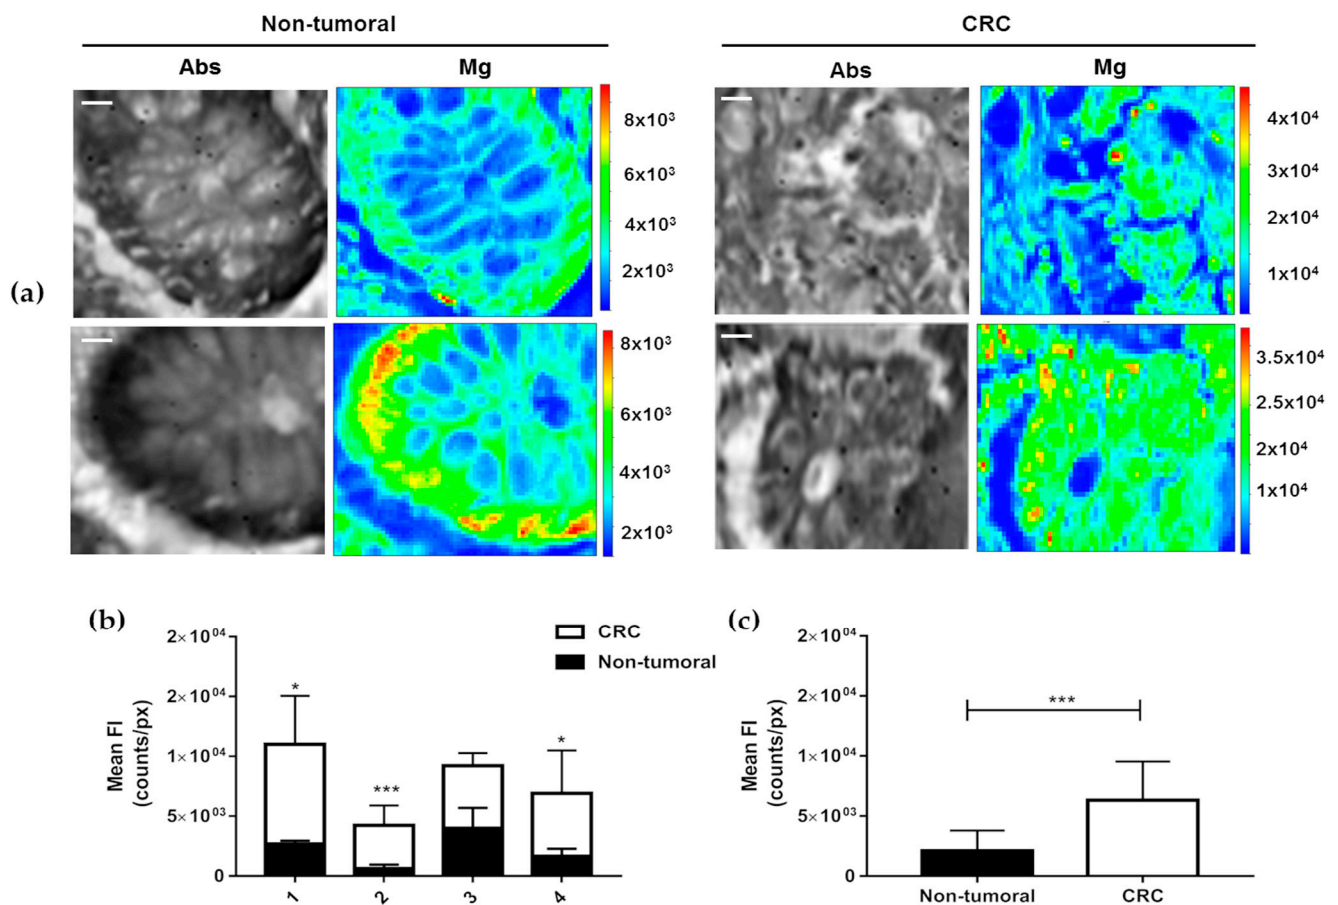 Non-tumoral
CRC
Abs Mg
Abs Mg
(a)
8x10³
6x10³
4x10³
2x10³
4x10⁴
3x10⁴
2x10⁴
1x10⁴
8x10³
6x10³
4x10³
2x10³
3.5x10⁴
2.5x10⁴
2x10⁴
1x10⁴
(b)
Mean FI
(counts/px)
2×10⁰⁴
2×10⁰⁴
1×10⁰⁴
5×10⁰³
0
*
***
*
1 2 3 4
CRC
Non-tumoral
(c)
Mean FI
(counts/px)
2×10⁰⁴
2×10⁰⁴
1×10⁰⁴
5×10⁰³
0
***
Non-tumoral CRC